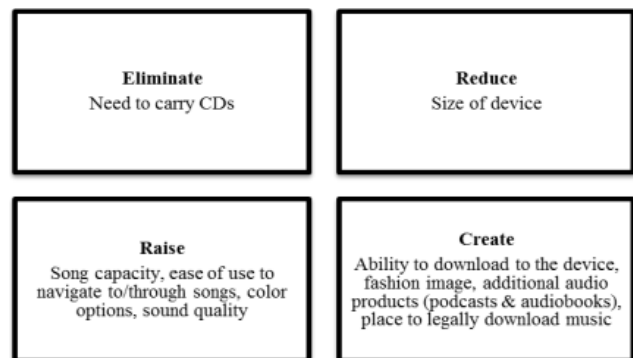 Eliminate
Need to carry CDs
Reduce
Size of device
Raise
Song capacity, ease of use to
navigate to/through songs, color
options, sound quality
Create
Ability to download to the device,
fashion image, additional audio
products (podcasts & audiobooks),
place to legally download music